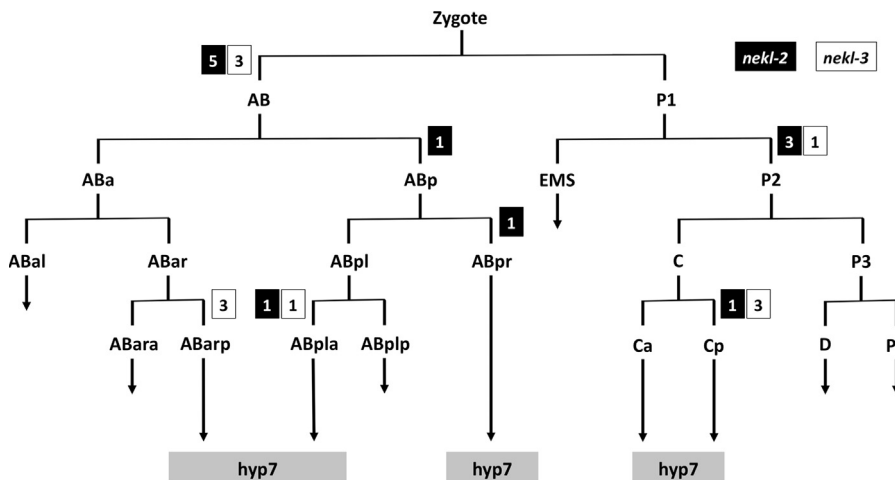 Zygote
5 3
nekl-2 nekl-3
AB P1
1
3 1
ABa ABp EMS P2
1
ABal ABar ABpl ABpr C P3
3 1 1 1 3
ABara ABarp ABpla ABplp Ca Cp D P
hyp7 hyp7 hyp7